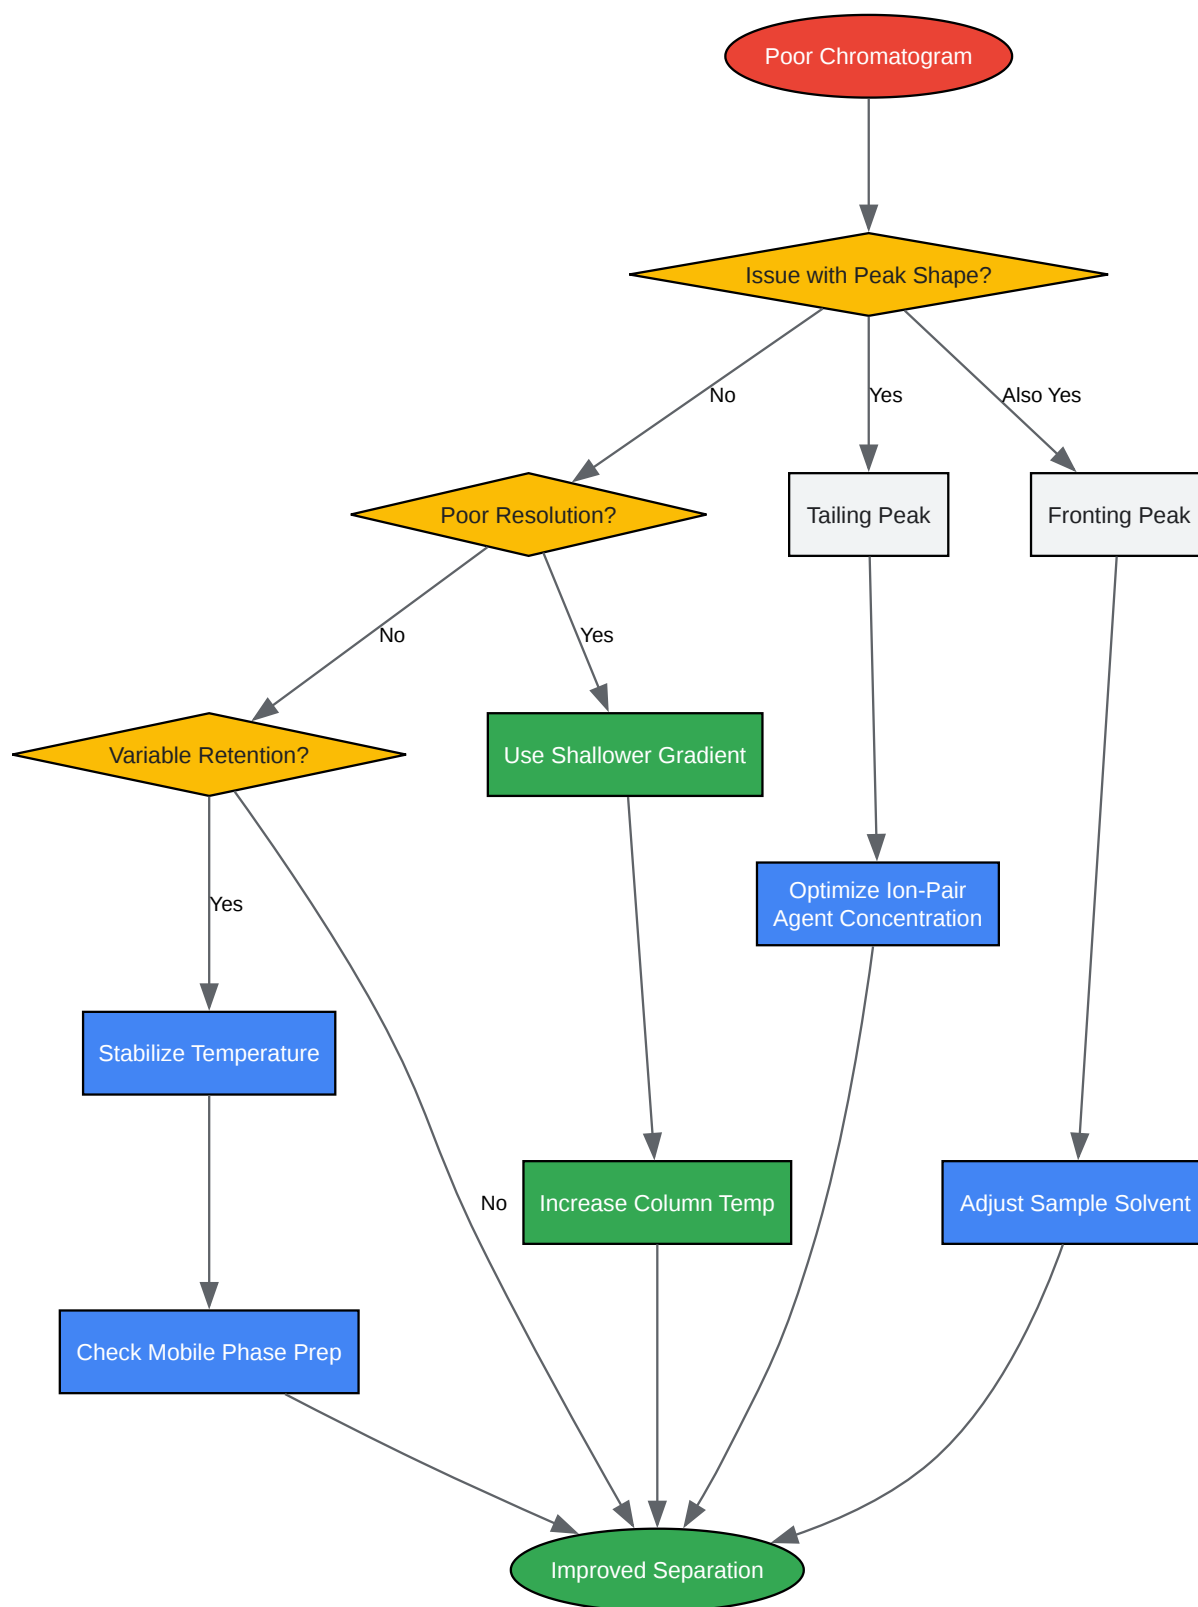 Poor Chromatogram
Issue with Peak Shape?
No
Yes
Also Yes
Poor Resolution?
Tailing Peak
Fronting Peak
No
Yes
Variable Retention?
Use Shallower Gradient
Optimize Ion-Pair
Agent Concentration
Yes
Stabilize Temperature
No
Increase Column Temp
Adjust Sample Solvent
Check Mobile Phase Prep
Improved Separation